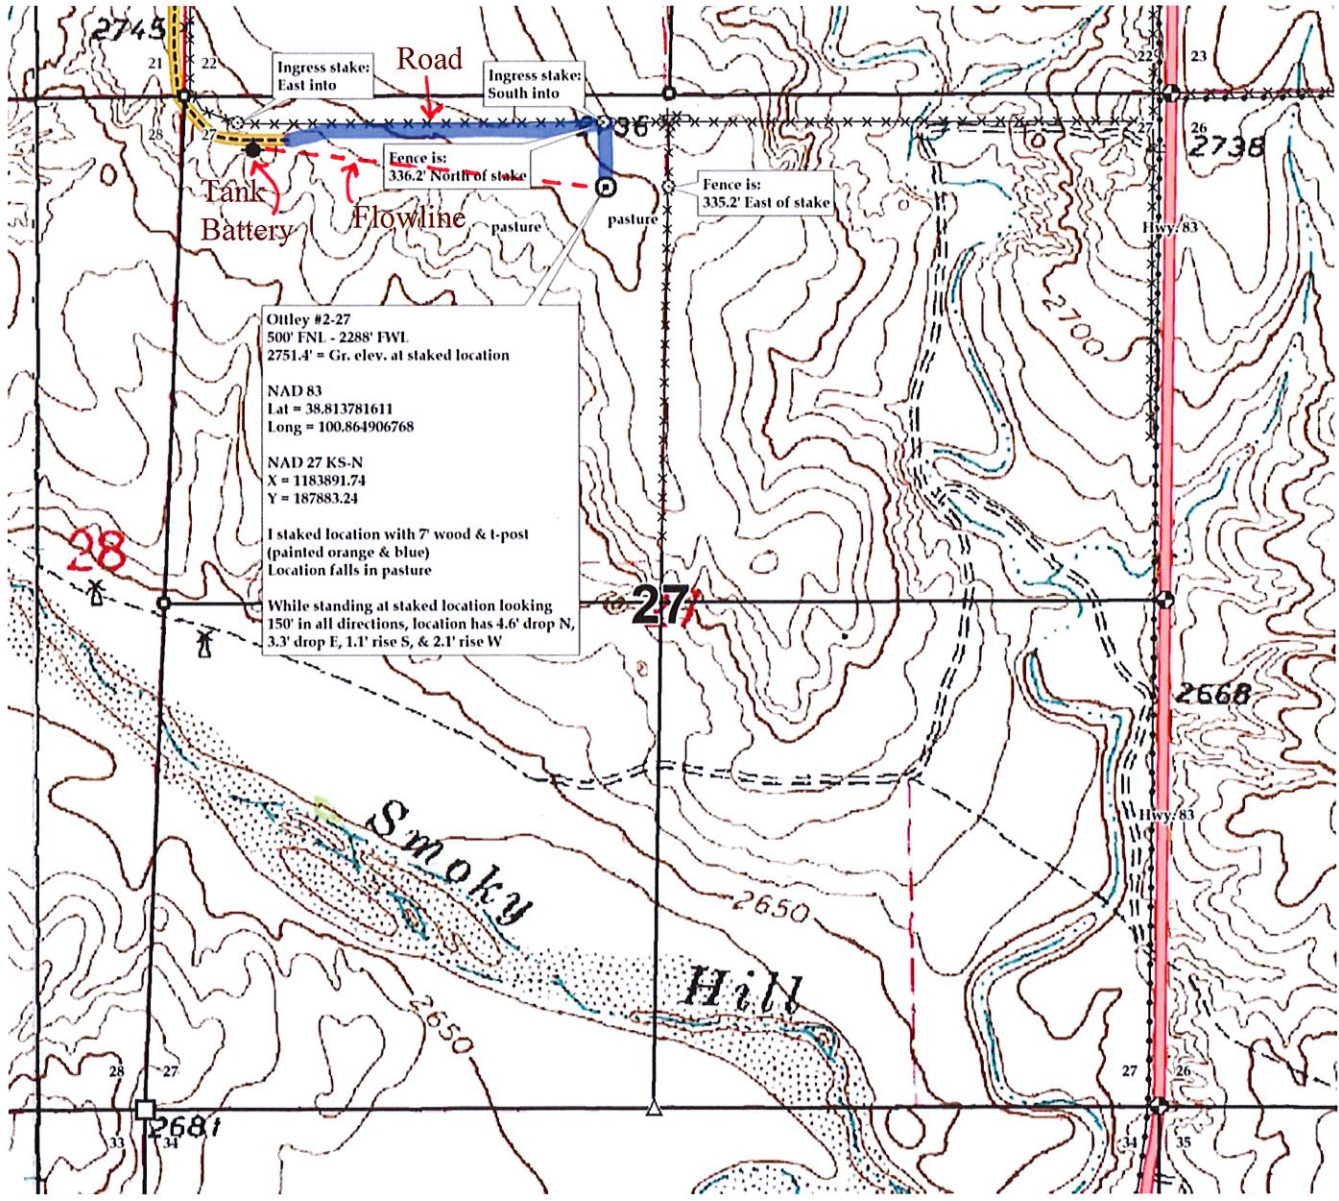 2745
21
22
23
Ingress stake:
East into
Road
Ingress stake:
South into
22
28
27
36
27
26
2738
Fence is:
336.2' North of stake
Fence is:
335.2' East of stake
Tank
Battery
Flowline
pasture
pasture
Hwy. 83
Ottley #2-27
500' FNL - 2288' FWL
2751.4' = Gr. elev. at staked location
NAD 83
Lat = 38.813781611
Long = 100.864906768
NAD 27 KS-N
X = 1183891.74
Y = 187883.24
I staked location with 7' wood & t-post
(painted orange & blue)
Location falls in pasture
While standing at staked location looking
150' in all directions, location has 4.6' drop N,
3.3' drop E, 1.1' rise S, & 2.1' rise W
2700
28
27
2668
Hwy. 83
Smoky
Hill
2650
2650
28
27
27
26
2681
33
34
34
35